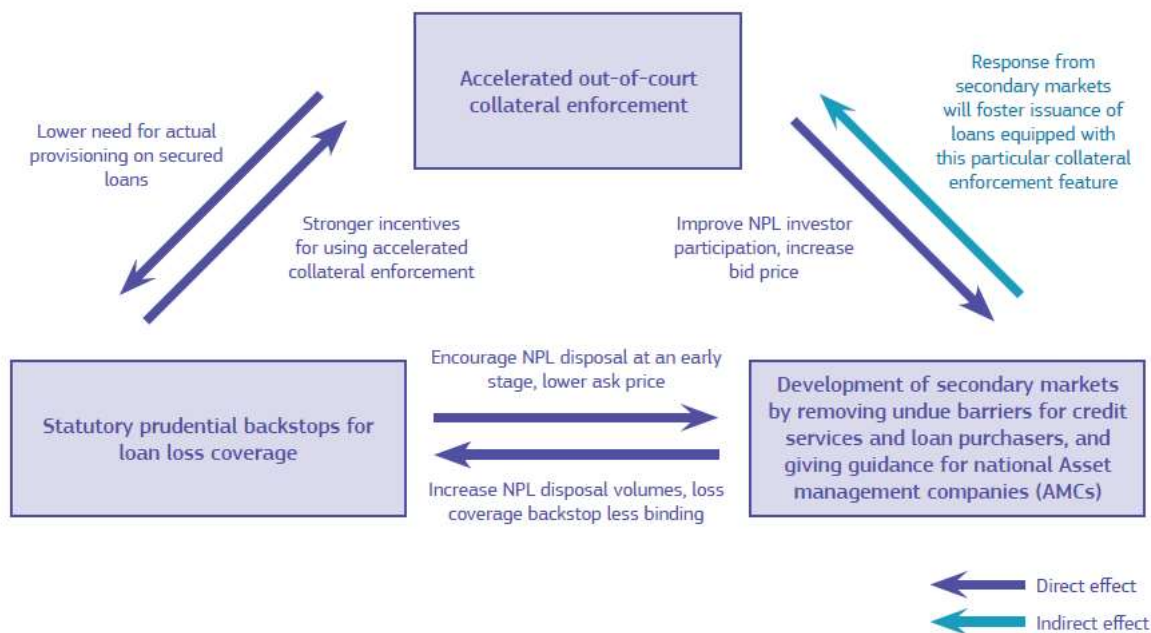 Accelerated out-of-court
collateral enforcement
Response from
secondary markets
will foster issuance of
loans equipped with
this particular collateral
enforcement feature
Lower need for actual
provisioning on secured
loans
Stronger incentives
for using accelerated
collateral enforcement
Improve NPL investor
participation, increase
bid price
Statutory prudential backstops for
loan loss coverage
Encourage NPL disposal at an early
stage, lower ask price
Increase NPL disposal volumes, loss
coverage backstop less binding
Development of secondary markets
by removing undue barriers for credit
services and loan purchasers, and
giving guidance for national Asset
management companies (AMCs)
Direct effect
Indirect effect